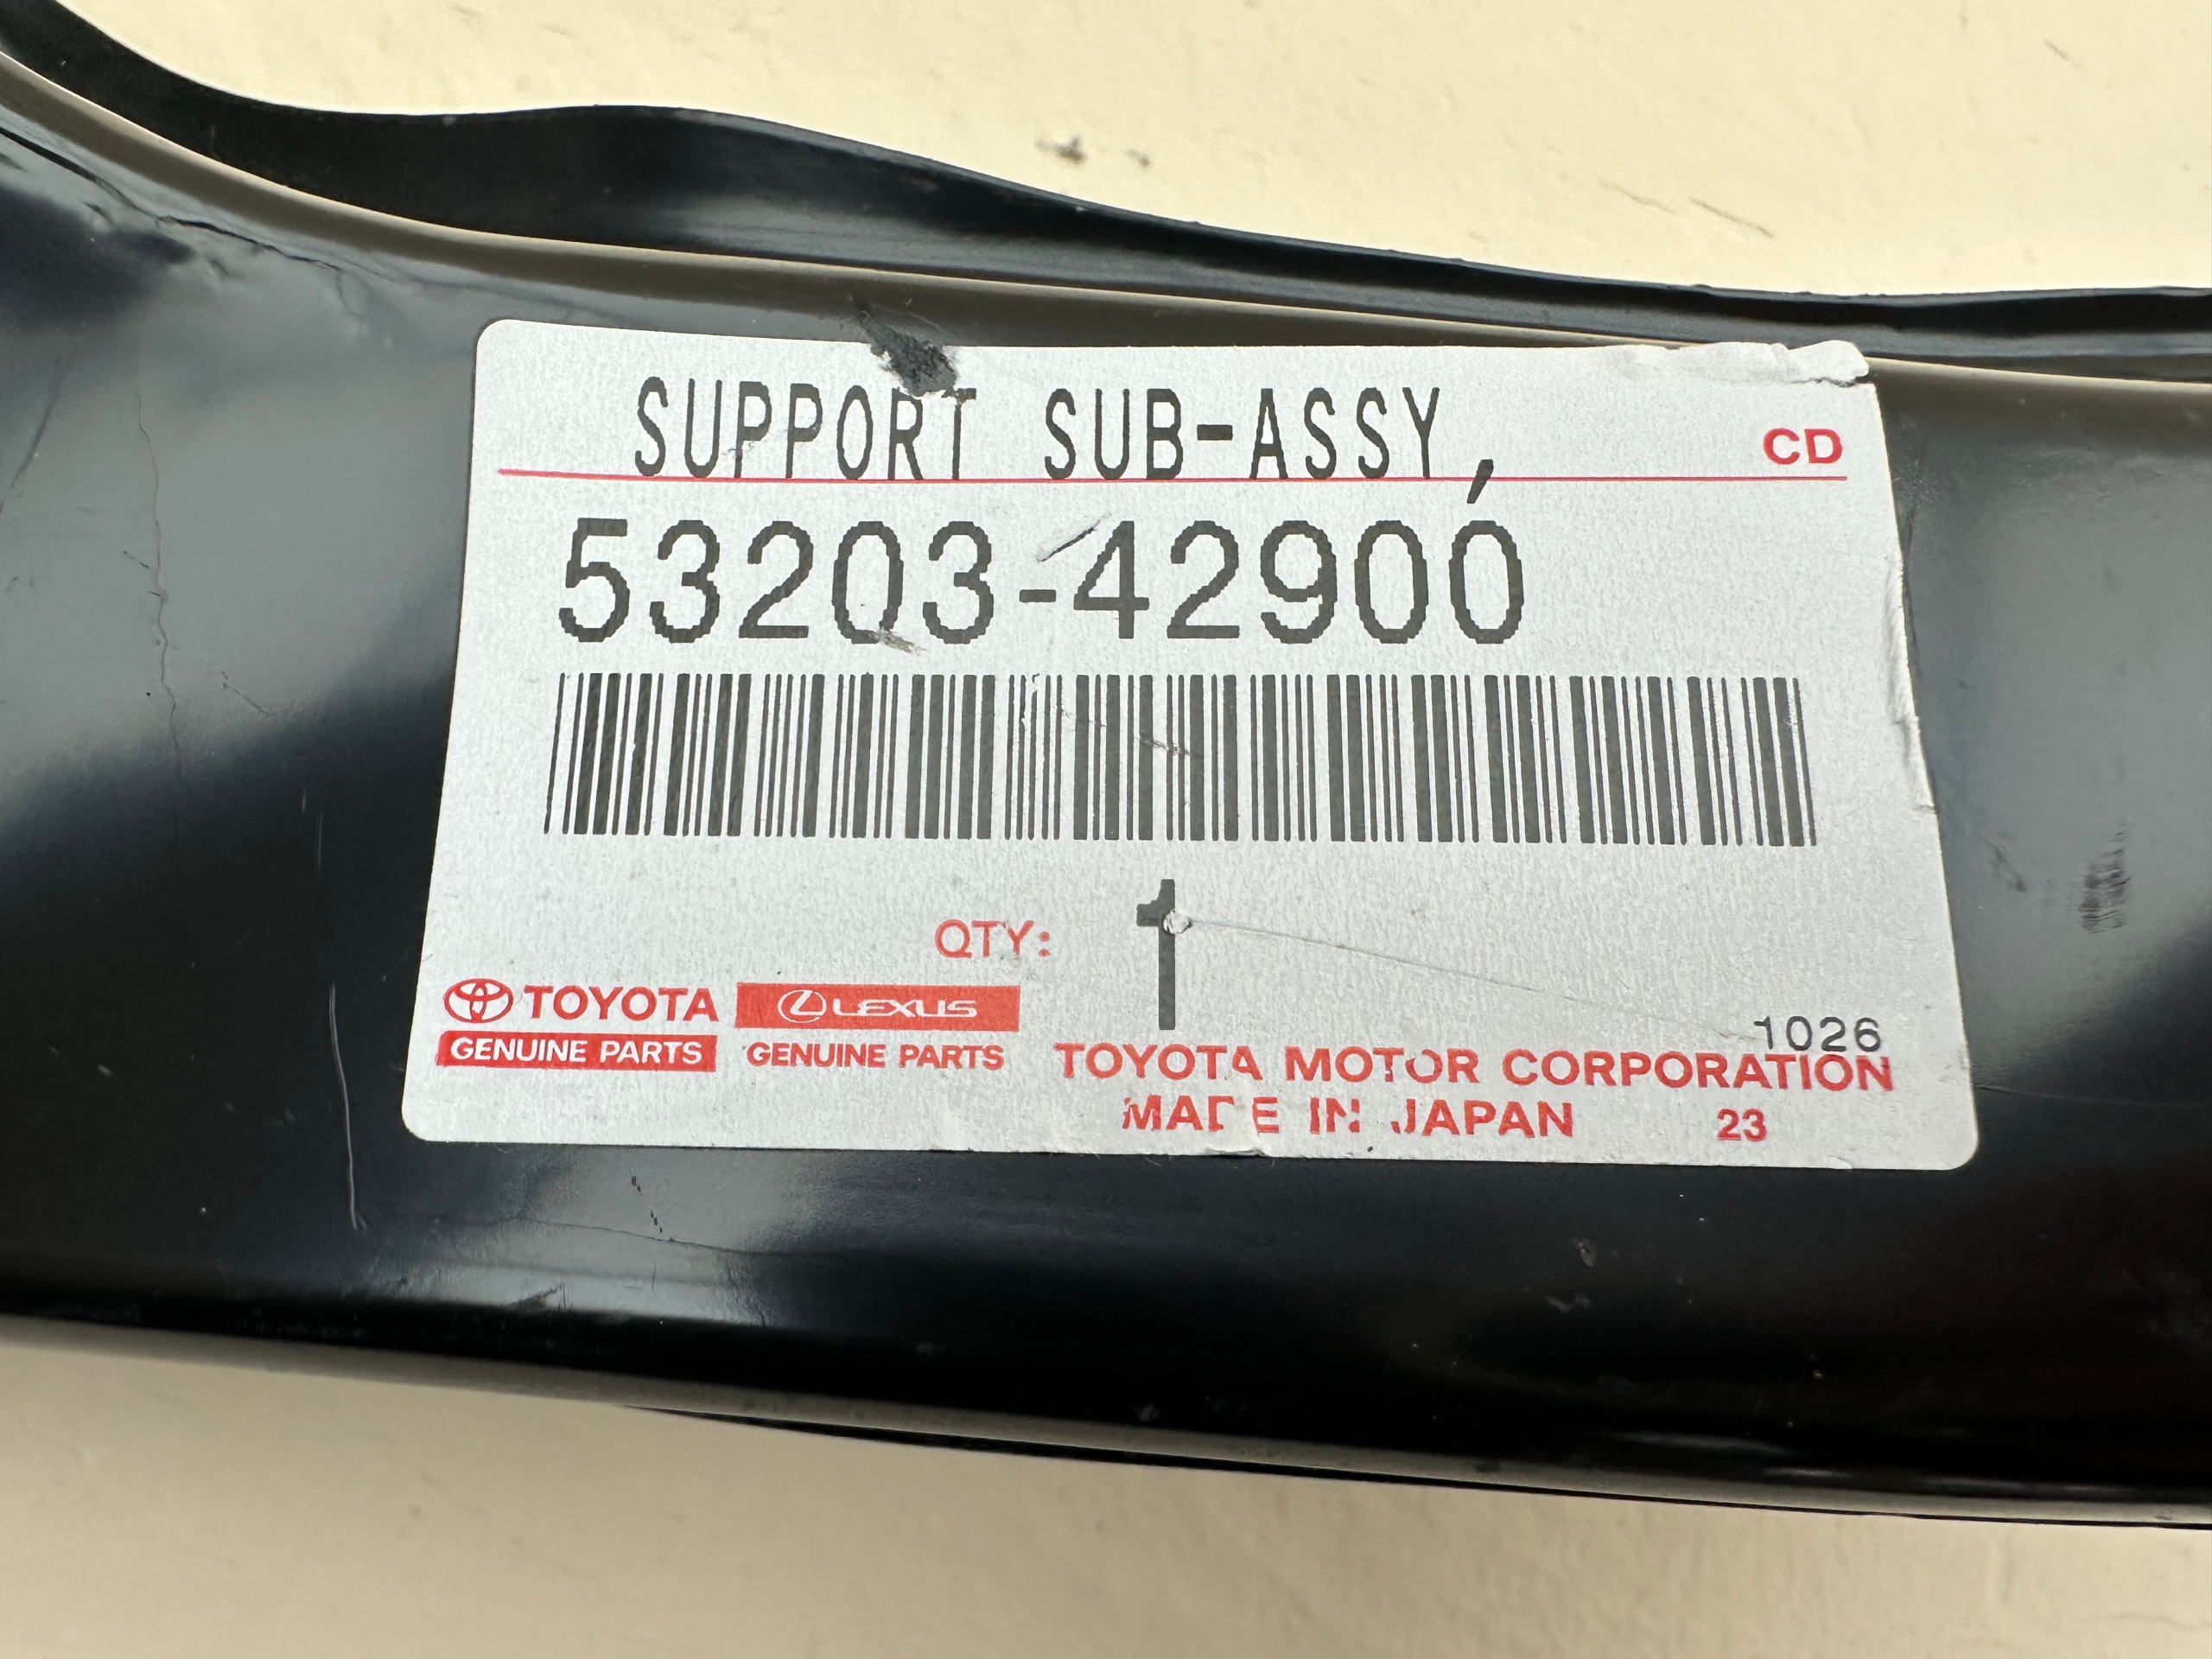 SUPPORT SUB-ASSY,
CD
53203-42900
QTY: 1
TOYOTA
GENUINE PARTS
LEXUS
GENUINE PARTS
1026
TOYOTA MOTOR CORPORATION
MADE IN JAPAN 23